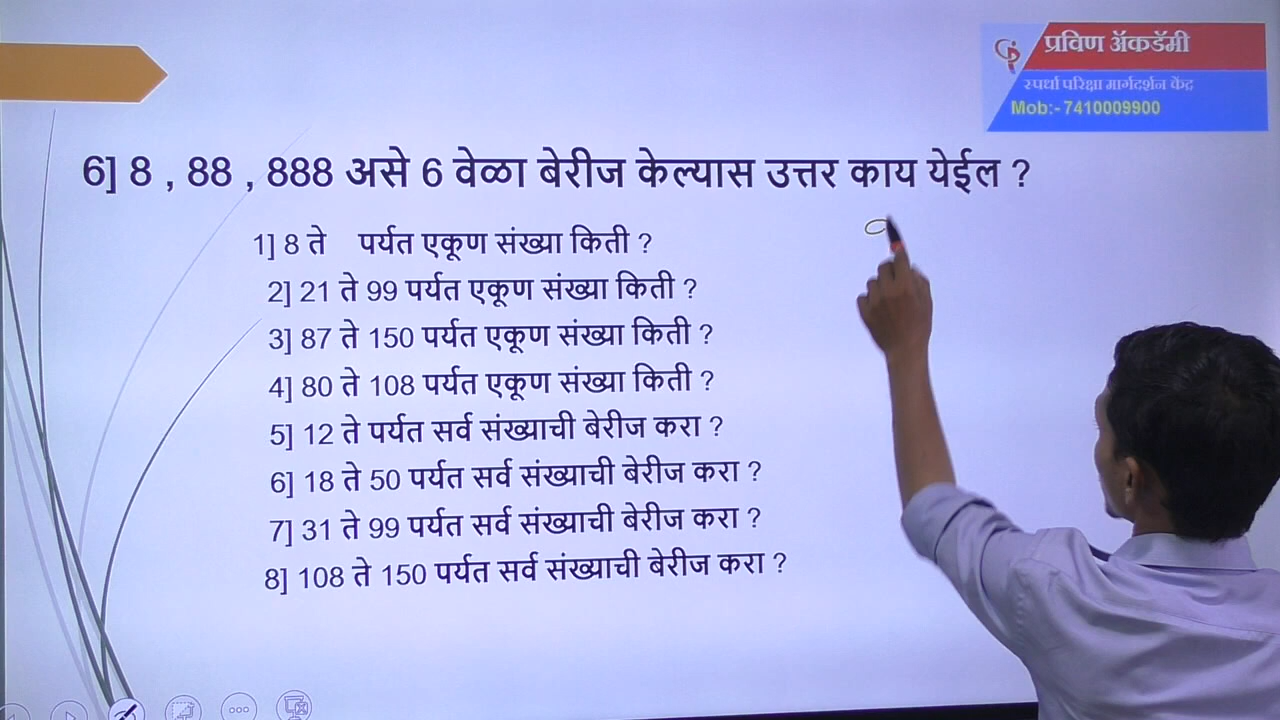 प्रविण ॲकडॅमी
स्पर्धा परिक्षा मार्गदर्शन केंद्र
Mob:- 7410009900
6] 8 , 88 , 888 असे 6 वेळा बेरीज केल्यास उत्तर काय येईल ?
1] 8 ते पर्यत एकूण संख्या किती ?
2] 21 ते 99 पर्यत एकूण संख्या किती ?
3] 87 ते 150 पर्यत एकूण संख्या किती ?
4] 80 ते 108 पर्यत एकूण संख्या किती ?
5] 12 ते पर्यत सर्व संख्याची बेरीज करा ?
6] 18 ते 50 पर्यत सर्व संख्याची बेरीज करा ?
7] 31 ते 99 पर्यत सर्व संख्याची बेरीज करा ?
8] 108 ते 150 पर्यत सर्व संख्याची बेरीज करा ?